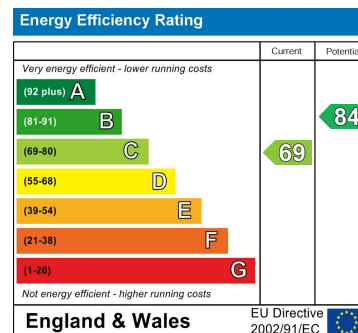 Energy Efficiency Rating
Current Potentia
Very energy efficient - lower running costs
(92 plus) A
(81-91) B 84
(69-80) C 69
(55-68) D
(39-54) E
(21-38) F
(1-20) G
Not energy efficient - higher running costs
England & Wales
EU Directive
2002/91/EC